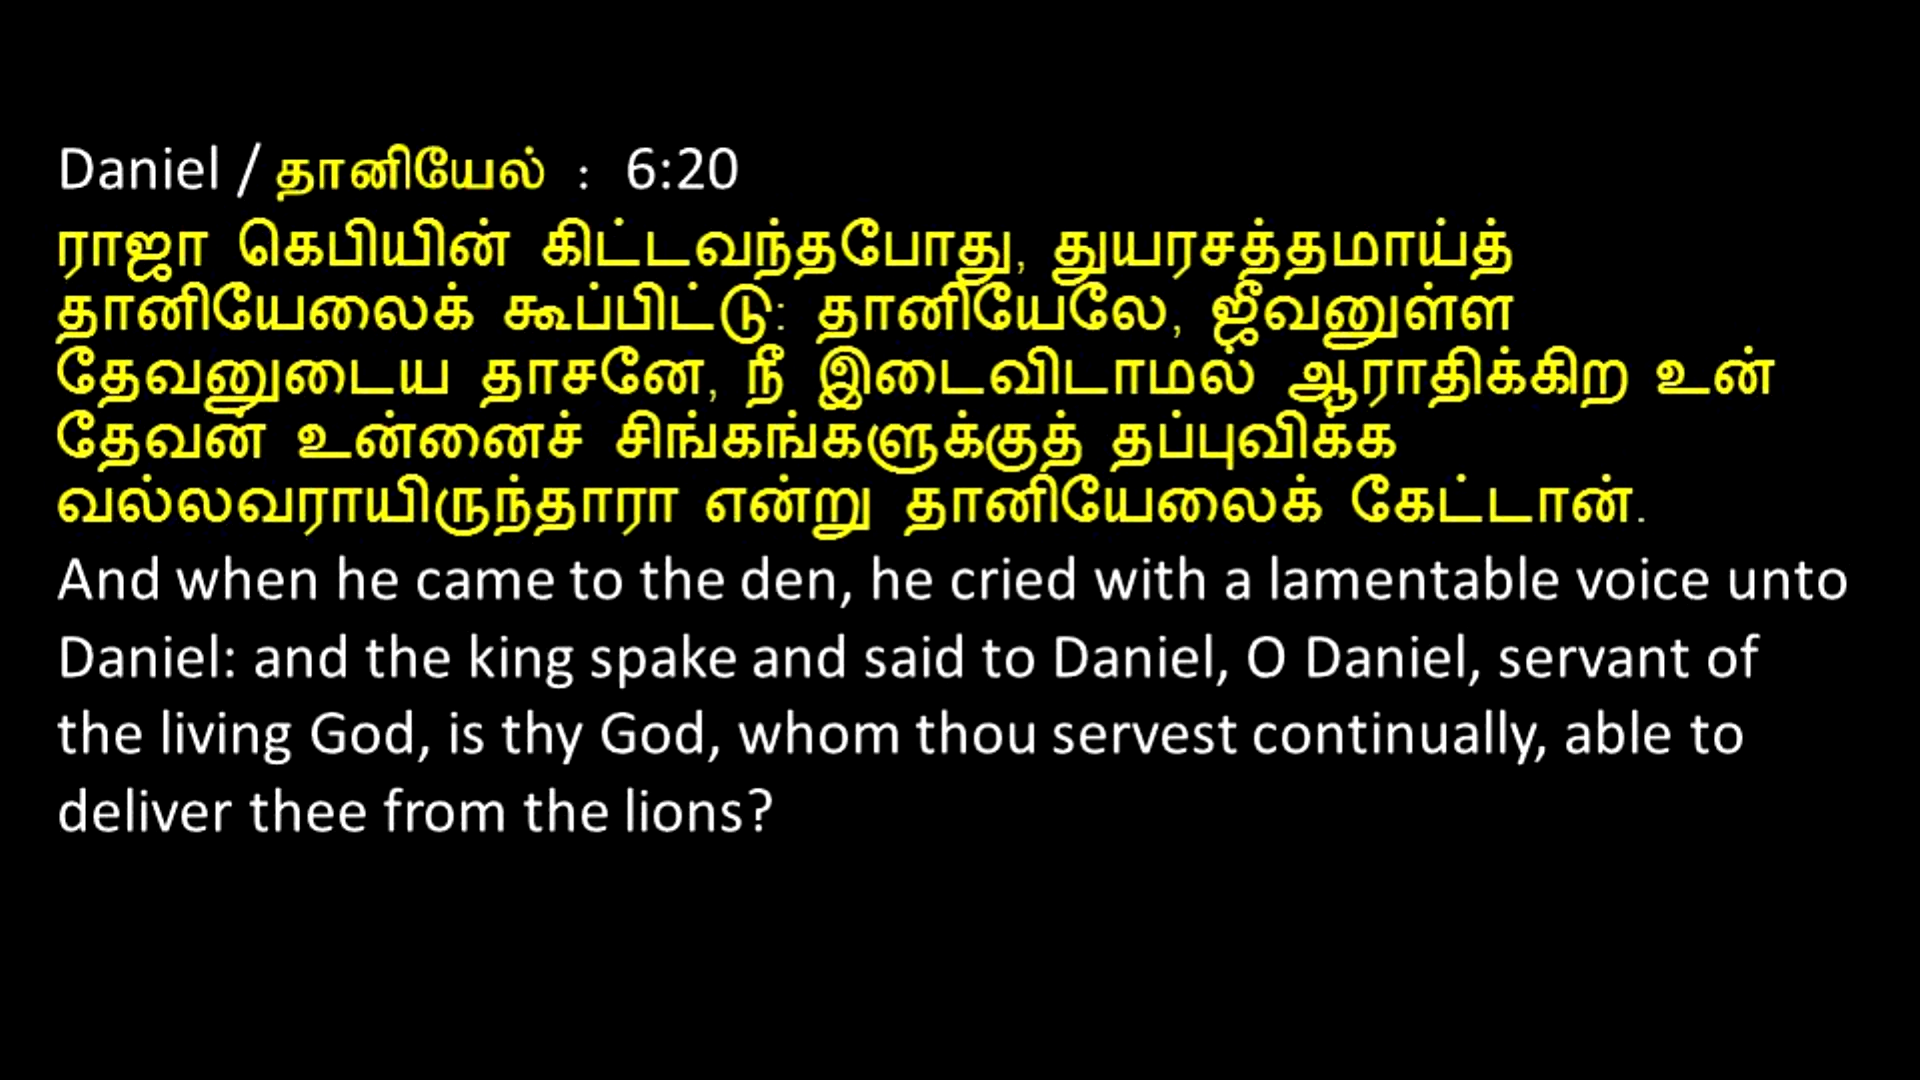 Daniel / தானியேல் : 6:20
ராஜா கெபியின் கிட்டவந்தபோது, துயரசத்தமாய்த்
தானியேலைக் கூப்பிட்டு: தானியேலே, ஜீவனுள்ள
தேவனுடைய தாசனே, நீ இடைவிடாமல் ஆராதிக்கிற உன்
தேவன் உன்னைச் சிங்கங்களுக்குத் தப்புவிக்க
வல்லவராயிருந்தாரா என்று தானியேலைக் கேட்டான்.
And when he came to the den, he cried with a lamentable voice unto
Daniel: and the king spake and said to Daniel, O Daniel, servant of
the living God, is thy God, whom thou servest continually, able to
deliver thee from the lions?